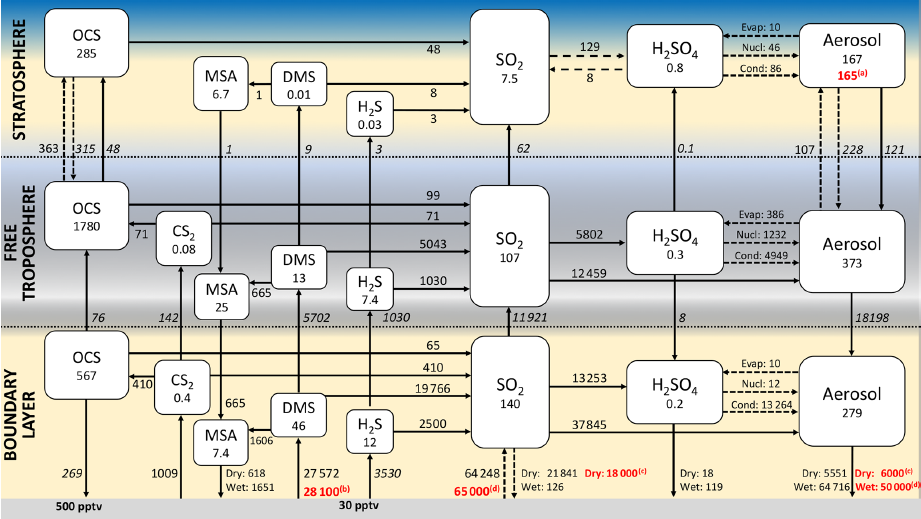 STRATOSPHERE
OCS
285
48
SO2
7.5
129
8
H2SO4
0.8
Evap: 10
Nucl: 46
Cond: 86
Aerosol
167
165(a)
MSA
6.7
1
DMS
0.01
8
H2S
0.03
3
363
315
48
1
9
3
62
0.1
107
228
121
FREE
TROPOSPHERE
OCS
1780
99
71
71
CS2
0.08
5043
DMS
13
665
MSA
25
H2S
7.4
1030
SO2
107
5802
12459
H2SO4
0.3
Evap: 386
Nucl: 1232
Cond: 4949
Aerosol
373
76
142
5702
1030
11921
8
18198
BOUNDARY
LAYER
OCS
567
65
410
410
CS2
0.4
19766
DMS
46
665
1606
MSA
7.4
H2S
12
2500
SO2
140
13253
37845
H2SO4
0.2
Evap: 10
Nucl: 12
Cond: 13 264
Aerosol
279
269
1009
Dry: 618
Wet: 1651
27 572
28 100(b)
3530
64 248
65 000(d)
Dry: 21 841
Wet: 126
Dry: 18 000(c)
Dry: 18
Wet: 119
Dry: 5551
Wet: 64 716
Dry: 6000(c)
Wet: 50 000(d)
500 pptv
30 pptv